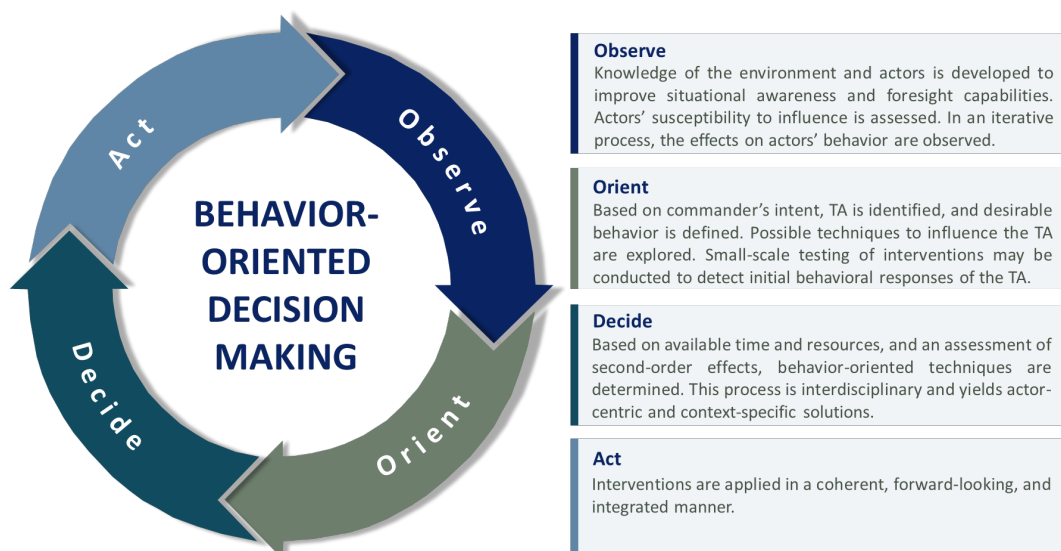 Act
Observe
BEHAVIOR-
ORIENTED
DECISION
MAKING
Decide
Orient
Observe
Knowledge of the environment and actors is developed to
improve situational awareness and foresight capabilities.
Actors’ susceptibility to influence is assessed. In an iterative
process, the effects on actors’ behavior are observed.
Orient
Based on commander’s intent, TA is identified, and desirable
behavior is defined. Possible techniques to influence the TA
are explored. Small-scale testing of interventions may be
conducted to detect initial behavioral responses of the TA.
Decide
Based on available time and resources, and an assessment of
second-order effects, behavior-oriented techniques are
determined. This process is interdisciplinary and yields actor-
centric and context-specific solutions.
Act
Interventions are applied in a coherent, forward-looking, and
integrated manner.